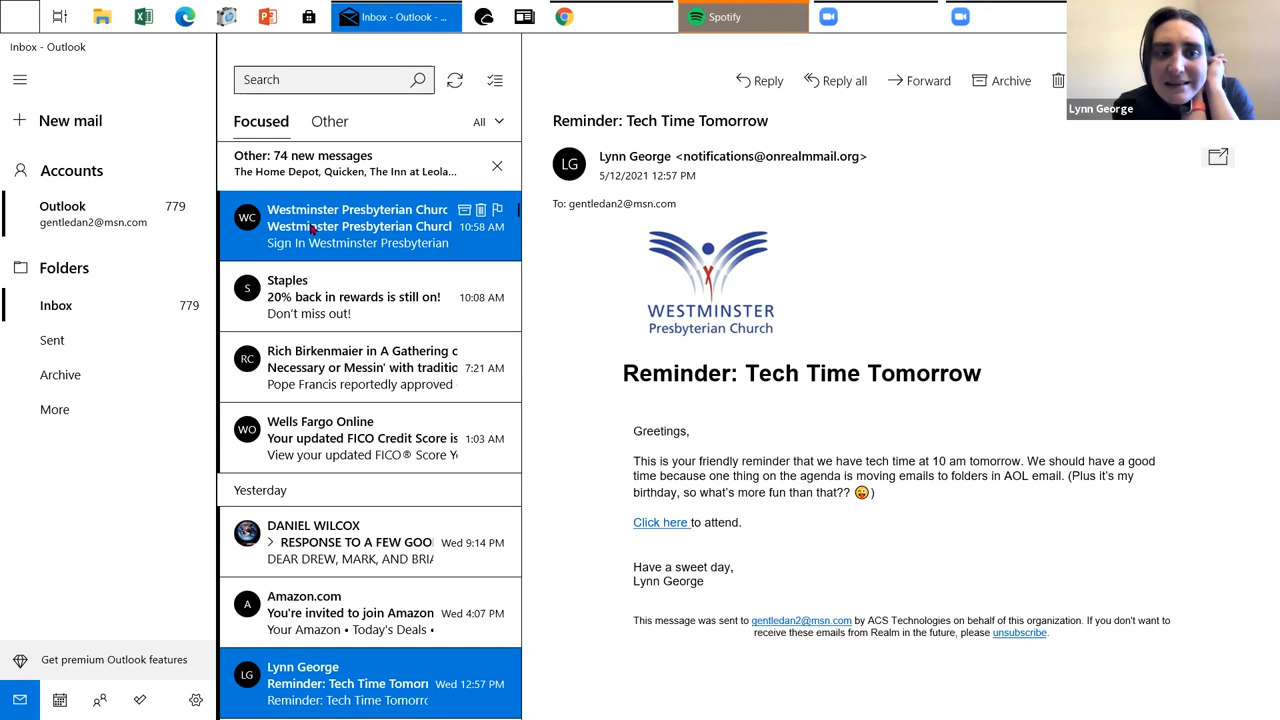 Inbox - Outlook - ...
Spotify
Inbox - Outlook
Lynn George
Search
Reply
Reply all
Forward
Archive
New mail
Focused
Other
All
Reminder: Tech Time Tomorrow
Other: 74 new messages
The Home Depot, Quicken, The Inn at Leola...
LG
Lynn George <notifications@onrealmmail.org>
5/12/2021 12:57 PM
To: gentledan2@msn.com
Accounts
Outlook
779
gentledan2@msn.com
Folders
Inbox
779
Sent
Archive
More
Get premium Outlook features
WC
Westminster Presbyterian Churc
Westminster Presbyterian Churcl
10:58 AM
Sign In Westminster Presbyterian
S
Staples
20% back in rewards is still on!
10:08 AM
Don't miss out!
RC
Rich Birkenmaier in A Gathering c
Necessary or Messin' with traditic
7:21 AM
Pope Francis reportedly approved
WO
Wells Fargo Online
Your updated FICO Credit Score is
1:03 AM
View your updated FICO® Score Y
Yesterday
DANIEL WILCOX
RESPONSE TO A FEW GOO
Wed 9:14 PM
DEAR DREW, MARK, AND BRIA
A
Amazon.com
You're invited to join Amazon
Wed 4:07 PM
Your Amazon • Today's Deals •
LG
Lynn George
Reminder: Tech Time Tomorr
Wed 12:57 PM
Reminder: Tech Time Tomorrc
WESTMINSTER
Presbyterian Church
Reminder: Tech Time Tomorrow
Greetings,
This is your friendly reminder that we have tech time at 10 am tomorrow. We should have a good
time because one thing on the agenda is moving emails to folders in AOL email. (Plus it's my
birthday, so what's more fun than that?? 😜)
Click here to attend.
Have a sweet day,
Lynn George
This message was sent to gentledan2@msn.com by ACS Technologies on behalf of this organization. If you don't want to
receive these emails from Realm in the future, please unsubscribe.